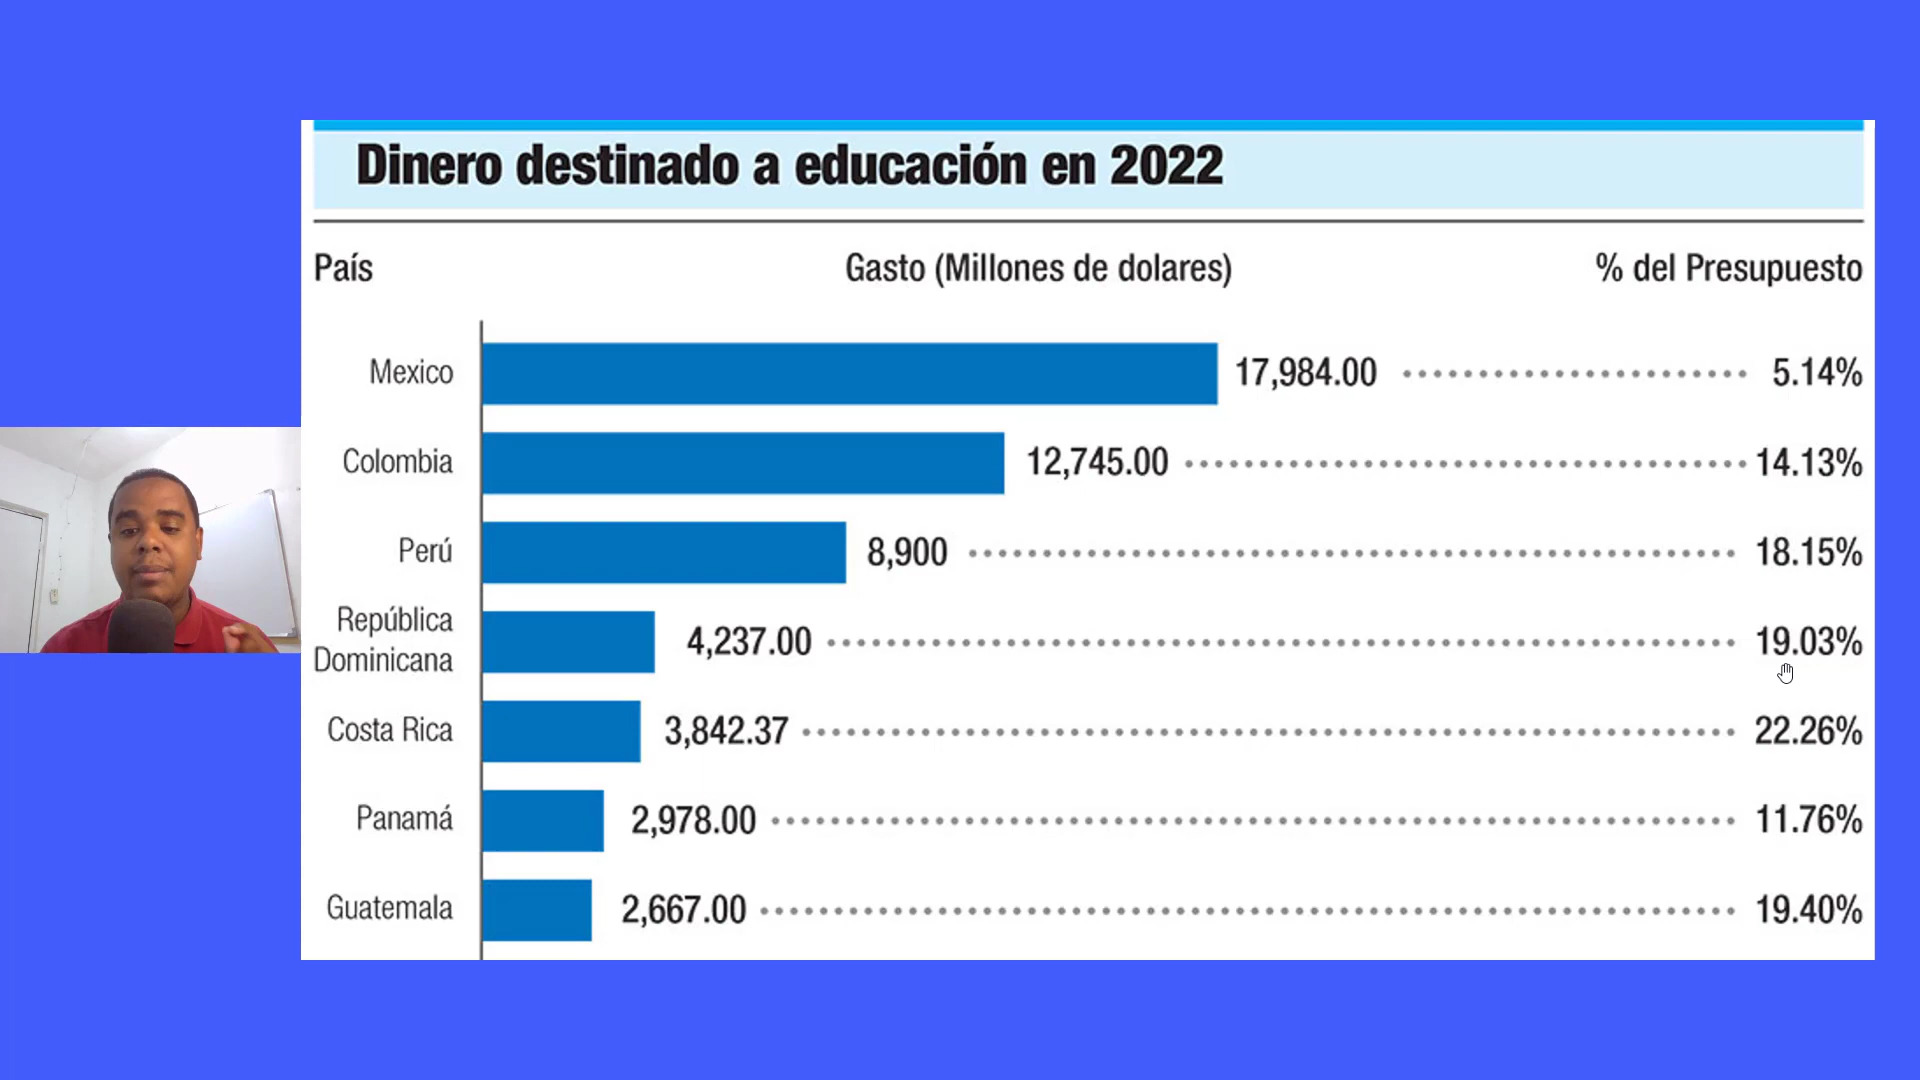 Dinero destinado a educación en 2022
País Gasto (Millones de dolares) % del Presupuesto
Mexico 17,984.00 5.14%
Colombia 12,745.00 14.13%
Perú 8,900 18.15%
República
Dominicana 4,237.00 19.03%
Costa Rica 3,842.37 22.26%
Panamá 2,978.00 11.76%
Guatemala 2,667.00 19.40%